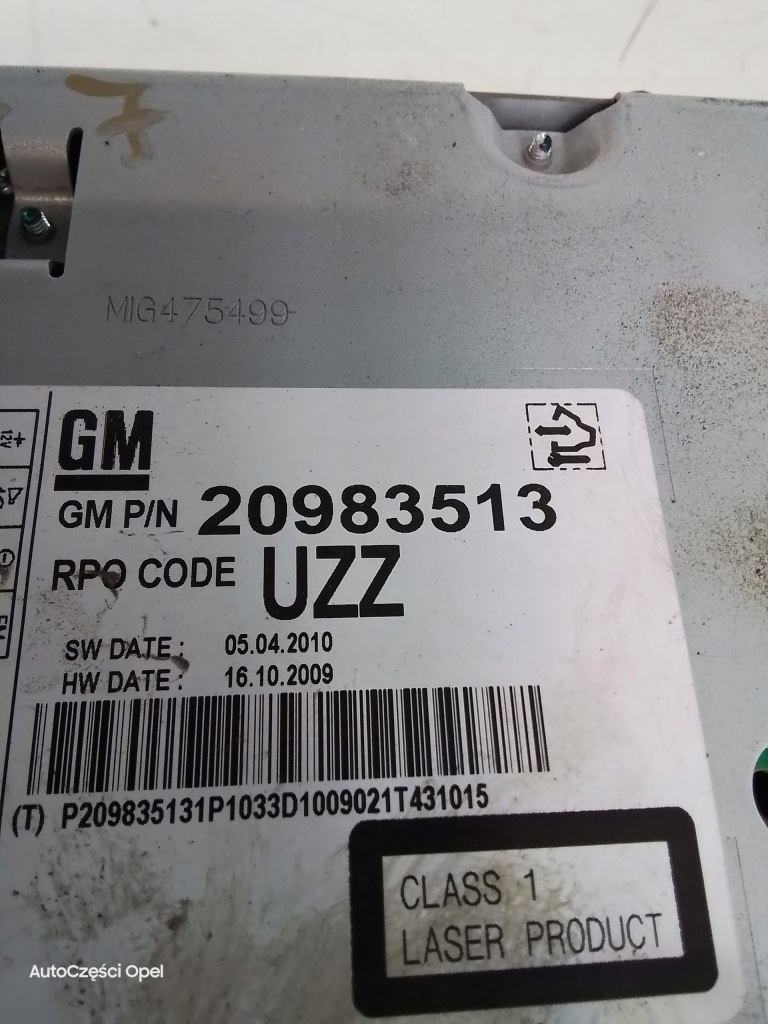 7
MIG475499
GM
GM P/N 20983513
RPO CODE UZZ
SW DATE : 05.04.2010
HW DATE : 16.10.2009
(T) P209835131P1033D1009021T431015
CLASS 1
LASER PRODUCT
12V
AutoCzęści Opel